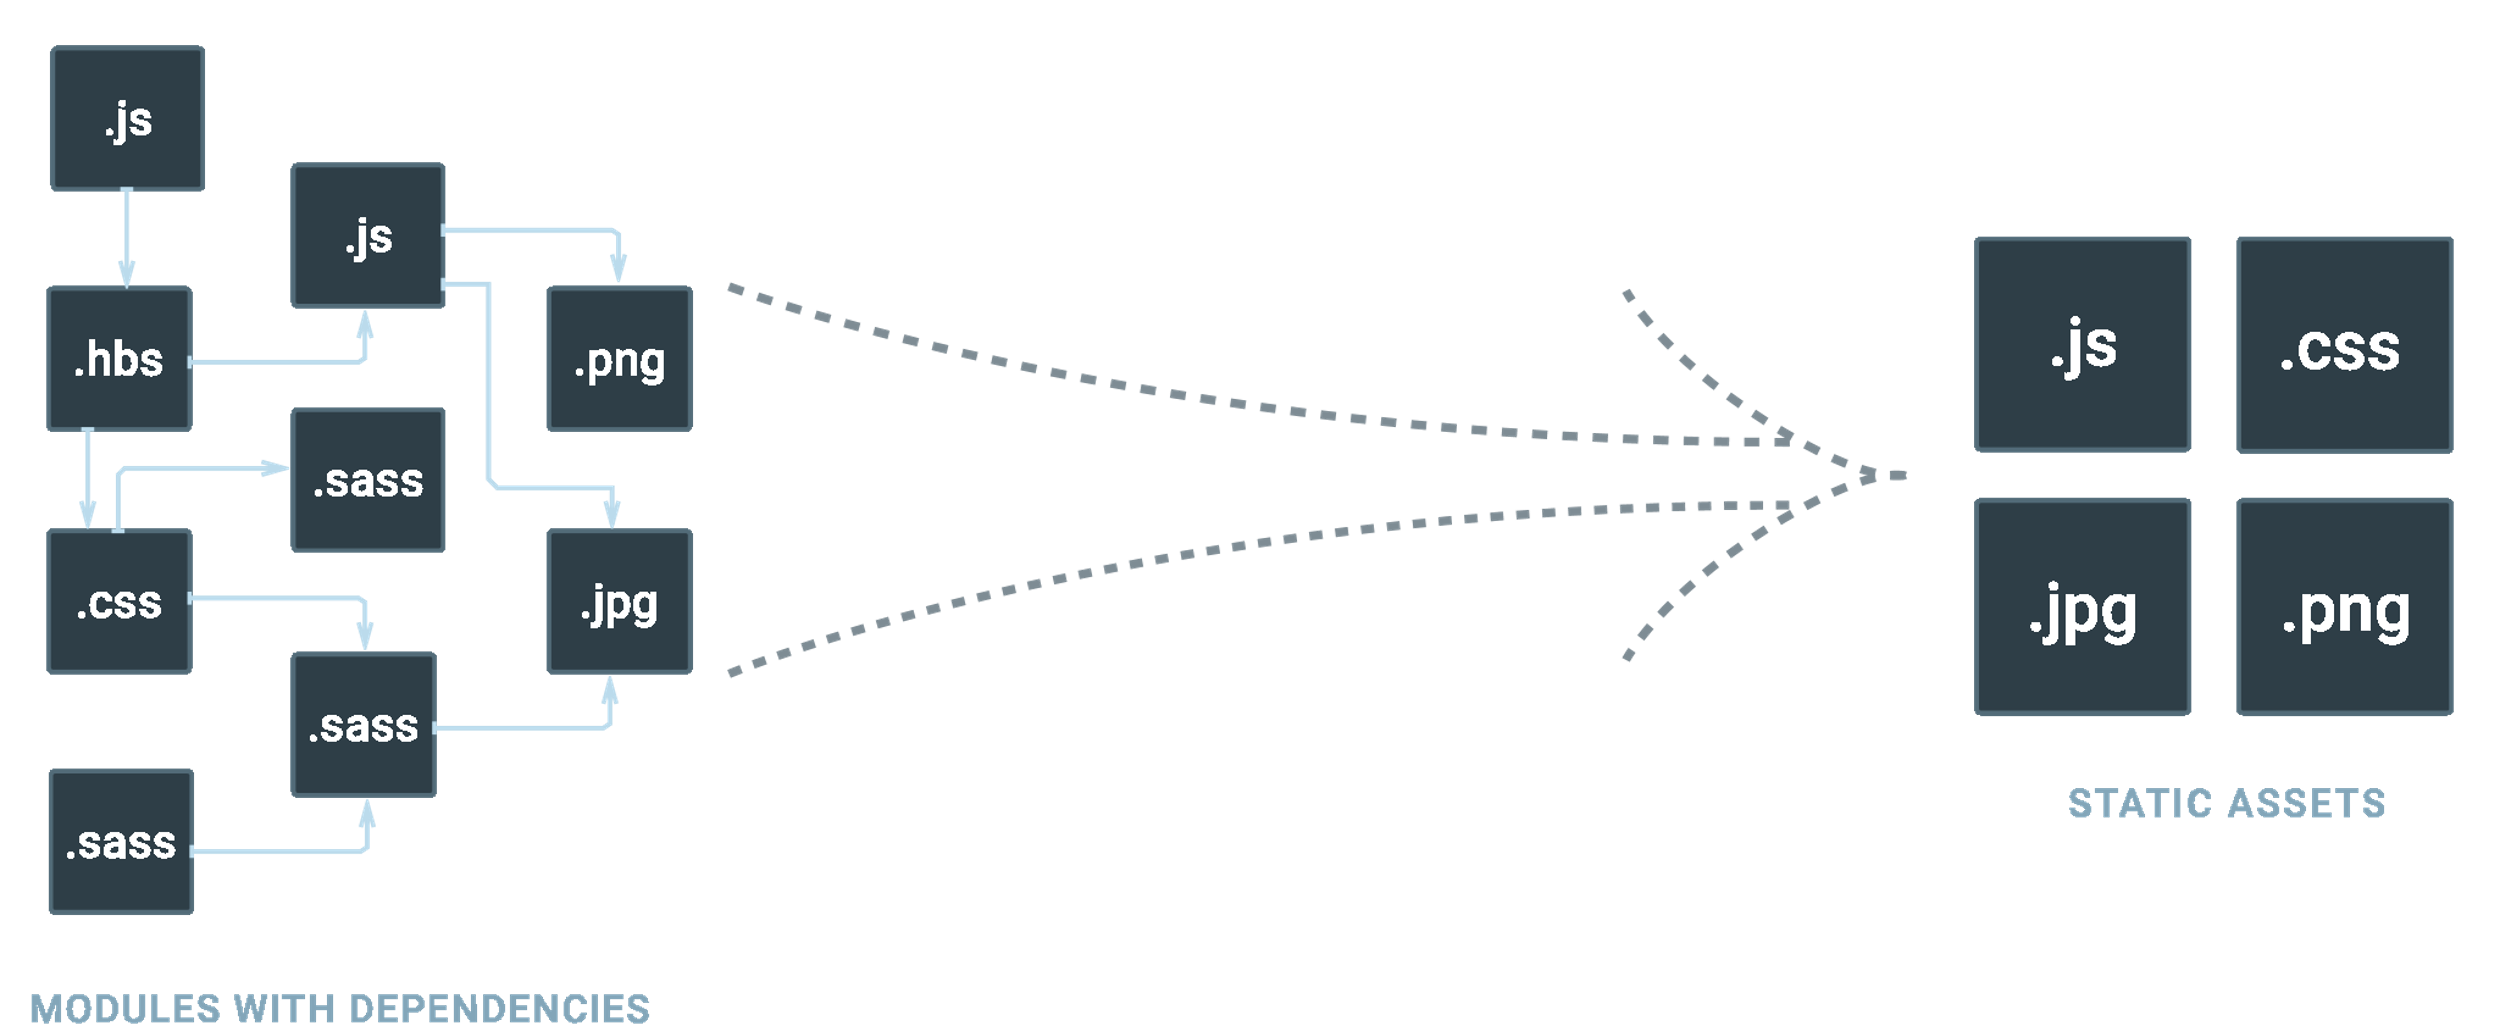 .js
.js
.hbs
.png
.sass
.css
.jpg
.sass
.sass
MODULES WITH DEPENDENCIES
.js
.css
.jpg
.png
STATIC ASSETS